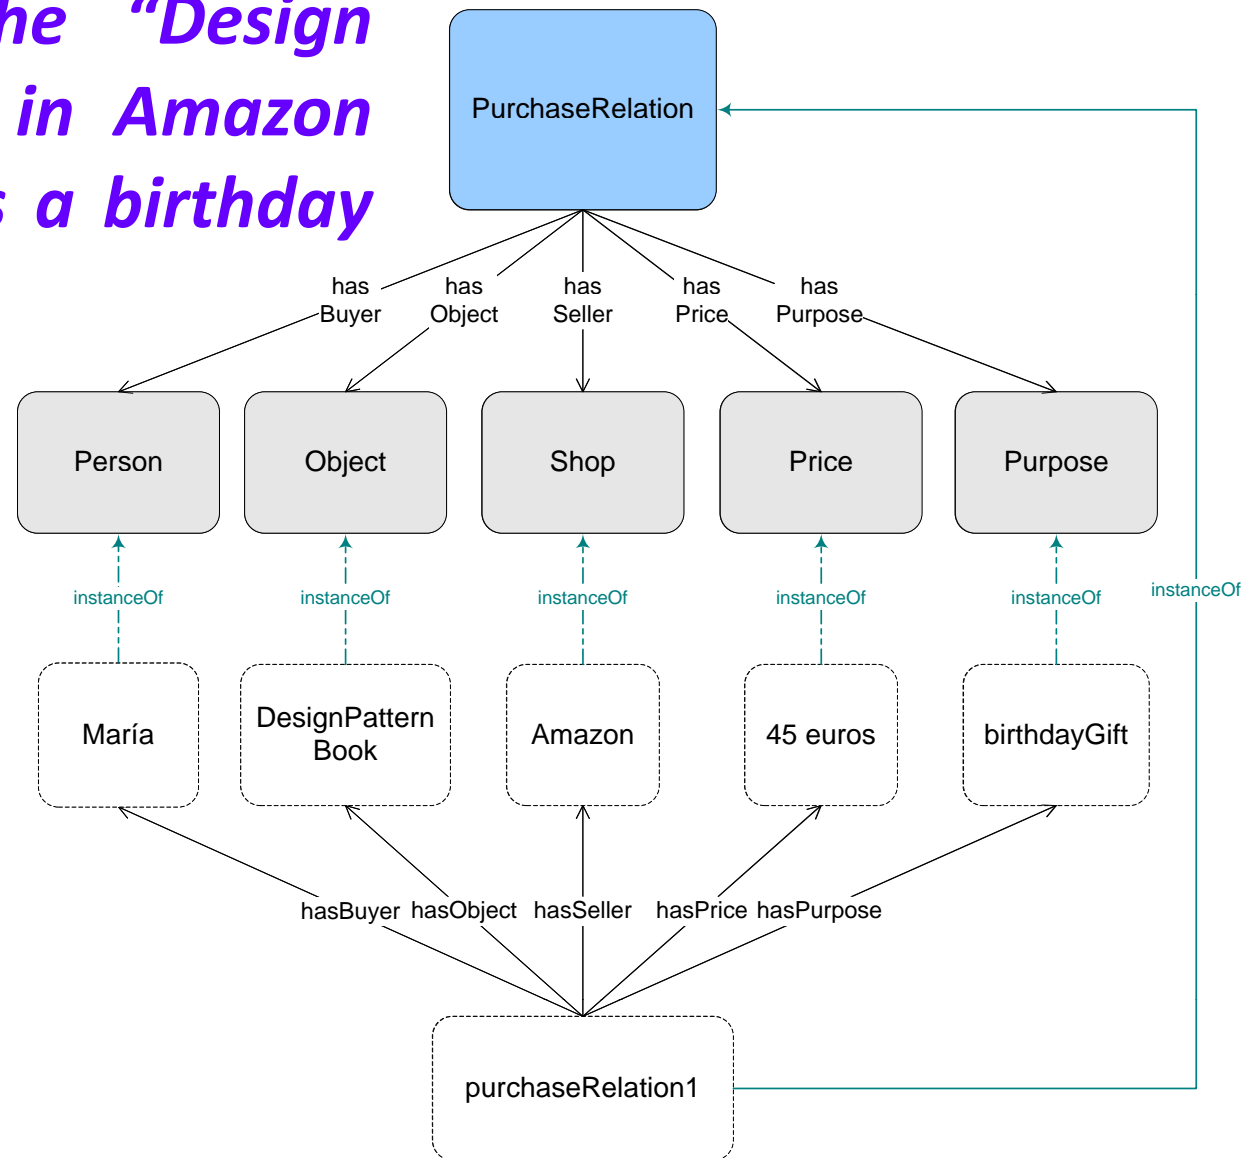 he “Design
in Amazon
s a birthday
PurchaseRelation
has
Buyer
has
Object
has
Seller
has
Price
has
Purpose
Person
Object
Shop
Price
Purpose
instanceOf
instanceOf
instanceOf
instanceOf
instanceOf
instanceOf
María
DesignPattern
Book
Amazon
45 euros
birthdayGift
hasBuyer
hasObject
hasSeller
hasPrice
hasPurpose
purchaseRelation1